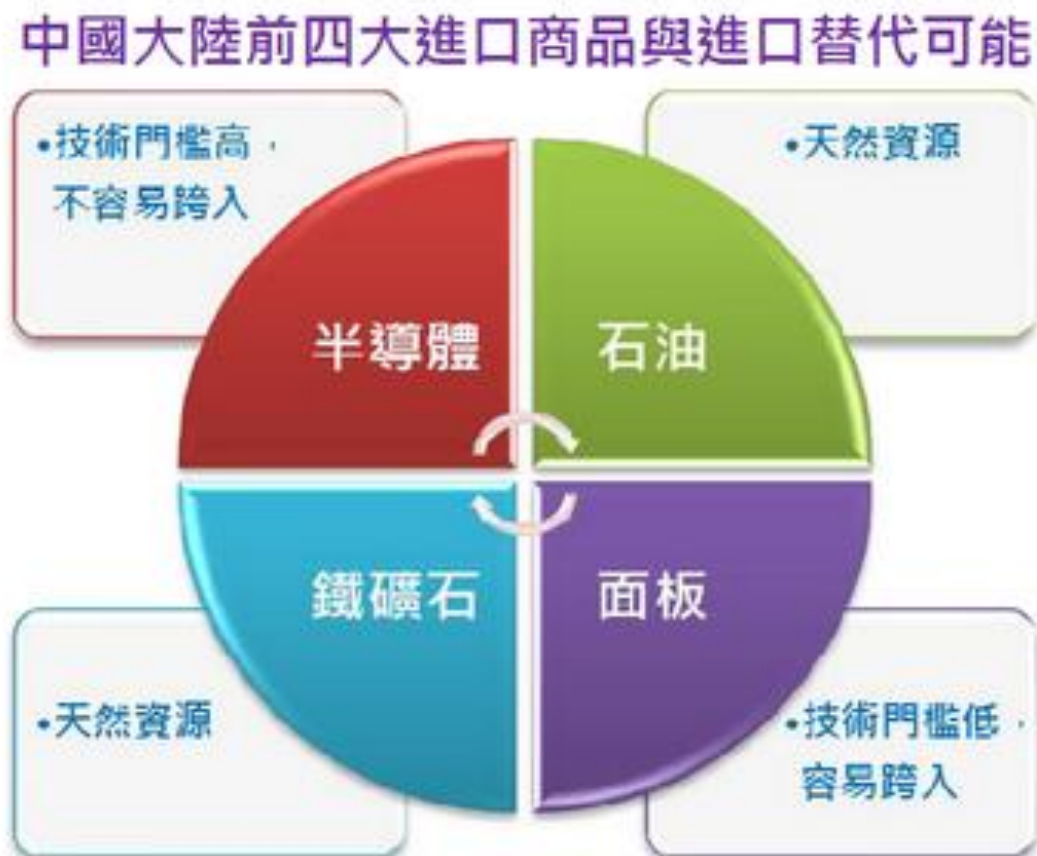 中國大陸前四大進口商品與進口替代可能
•技術門檻高，
不容易跨入
•天然資源
半導體
石油
鐵礦石
面板
•天然資源
•技術門檻低，
容易跨入